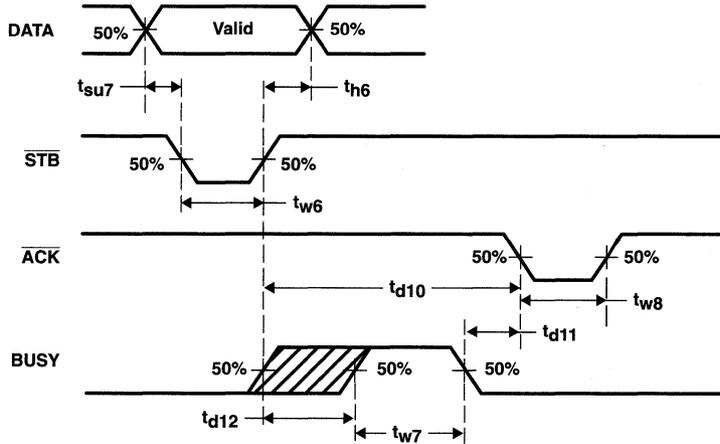 DATA 50% Valid 50%
tsu7 th6
STB 50% 50%
tw6
ACK 50% 50%
td10 tw8
td11
BUSY 50% 50% 50%
td12 tw7